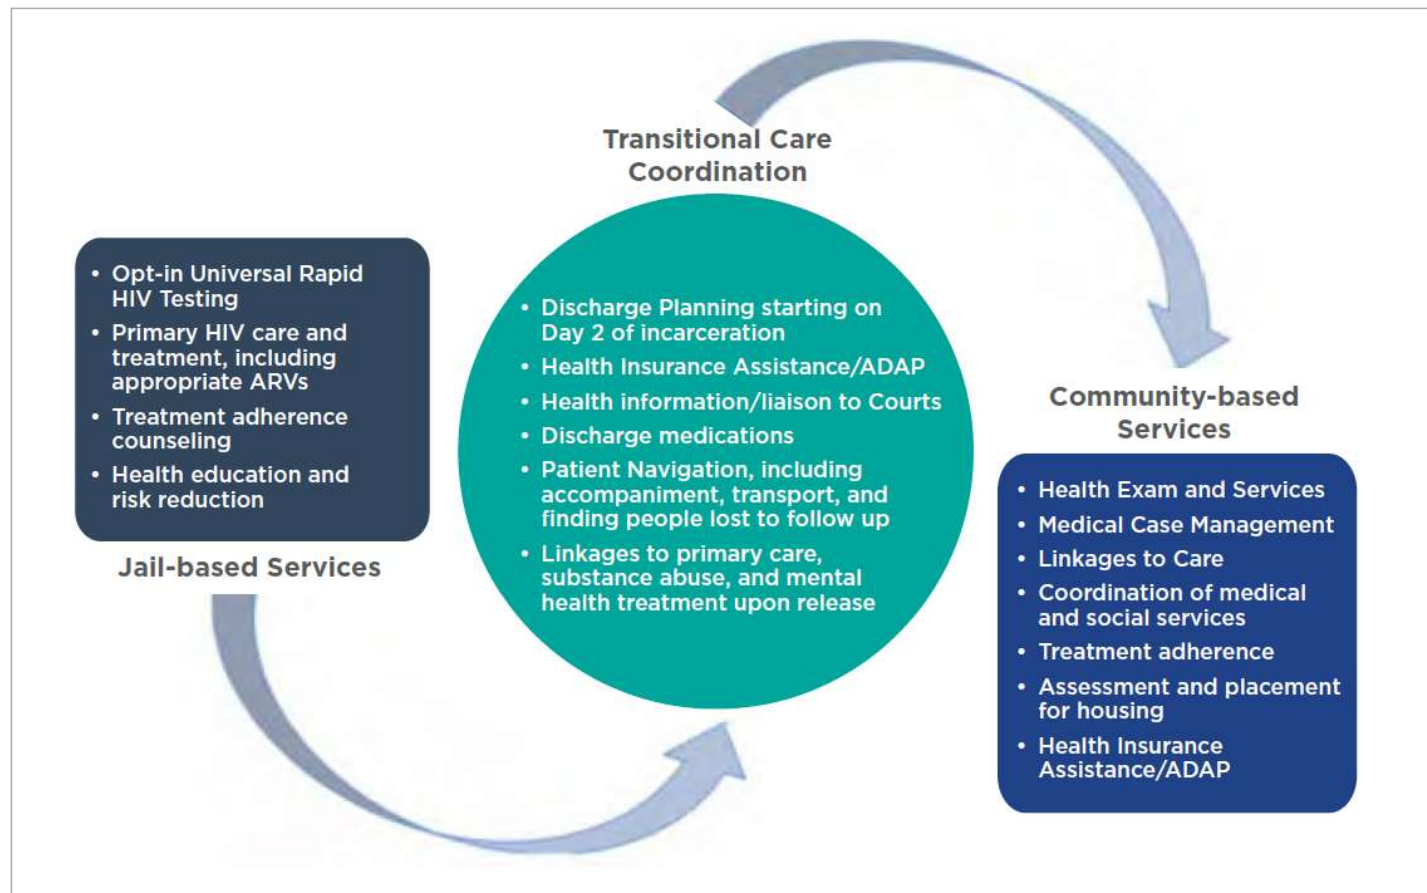 Transitional Care
Coordination
• Opt-in Universal Rapid
HIV Testing
• Primary HIV care and
treatment, including
appropriate ARVs
• Treatment adherence
counseling
• Health education and
risk reduction
Jail-based Services
• Discharge Planning starting on
Day 2 of incarceration
• Health Insurance Assistance/ADAP
• Health information/liaison to Courts
• Discharge medications
• Patient Navigation, including
accompaniment, transport, and
finding people lost to follow up
• Linkages to primary care,
substance abuse, and mental
health treatment upon release
Community-based
Services
• Health Exam and Services
• Medical Case Management
• Linkages to Care
• Coordination of medical
and social services
• Treatment adherence
• Assessment and placement
for housing
• Health Insurance
Assistance/ADAP